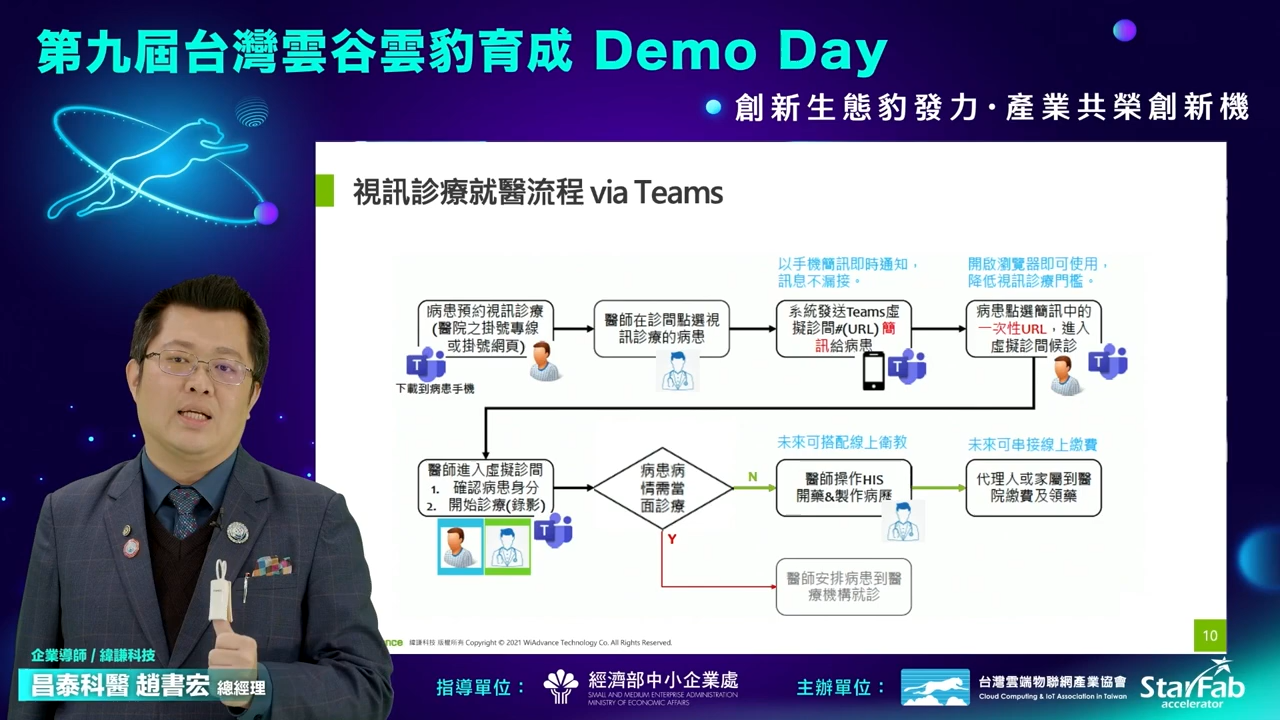 第九屆台灣雲谷雲豹育成 Demo Day
創新生態豹發力·產業共榮創新機
視訊診療就醫流程 via Teams
以手機簡訊即時通知，
訊息不漏接。
開啟瀏覽器即可使用，
降低視訊診療門檻。
病患預約視訊診療
(醫院之掛號專線
或掛號網頁)
下載到病患手機
醫師在診間點選視
訊診療的病患
系統發送Teams虛
擬診間#(URL) 簡
訊給病患
病患點選簡訊中的
一次性URL，進入
虛擬診間候診
醫師進入虛擬診間
1. 確認病患身分
2. 開始診療(錄影)
病患病
情需當
面診療
N
Y
未來可搭配線上衛教
醫師操作HIS
開藥&製作病歷
未來可串接線上繳費
代理人或家屬到醫
院繳費及領藥
醫師安排病患到醫
療機構就診
nce 緯謙科技 版權所有 Copyright © 2021 WiAdvance Technology Co. All Rights Reserved.
10
企業導師 / 緯謙科技
昌泰科醫 趙書宏 總經理
指導單位：
經濟部中小企業處
SMALL AND MEDIUM ENTERPRISE ADMINISTRATION
MINISTRY OF ECONOMIC AFFAIRS
主辦單位：
台灣雲端物聯網產業協會
Cloud Computing & IoT Association in Taiwan
StarFab
accelerator